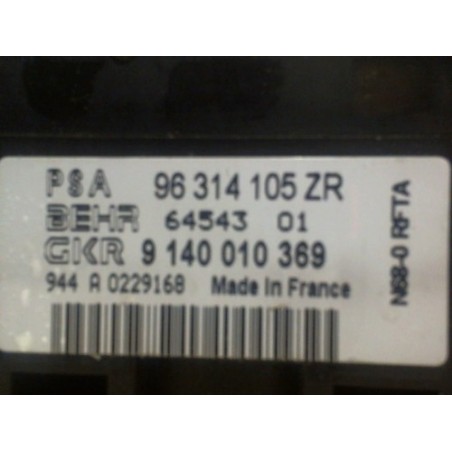 PSA 96 314 105 ZR
BEHR 64543 01
GKR 9 140 010 369
944 A 0229168 Made In France
N68-0 RFTA